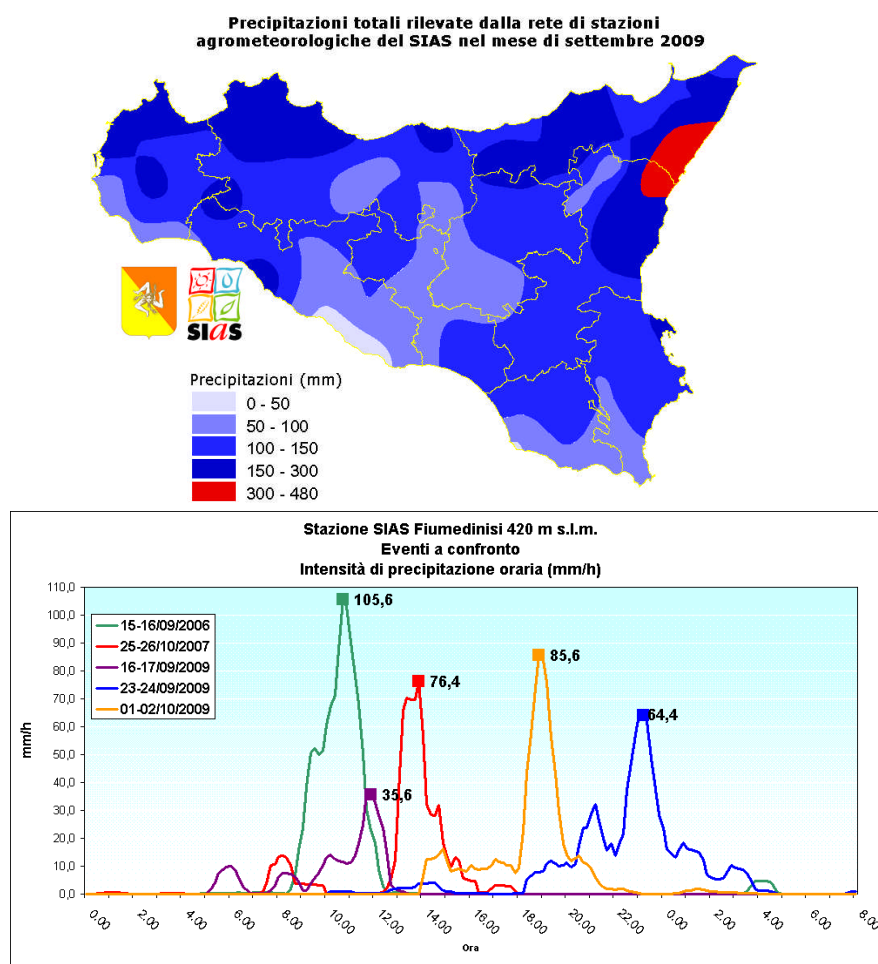 Precipitazioni totali rilevate dalla rete di stazioni
agrometeorologiche del SIAS nel mese di settembre 2009
SIaS
Precipitazioni (mm)
0 - 50
50 - 100
100 - 150
150 - 300
300 - 480
Stazione SIAS Fiumedinisi 420 m s.l.m.
Eventi a confronto
Intensità di precipitazione oraria (mm/h)
110,0
100,0
90,0
80,0
70,0
60,0
50,0
40,0
30,0
20,0
10,0
0,0
mm/h
15-16/09/2006
25-26/10/2007
16-17/09/2009
23-24/09/2009
01-02/10/2009
105,6
76,4
35,6
85,6
64,4
0.00 2.00 4.00 6.00 8.00 10.00 12.00 14.00 16.00 18.00 20.00 22.00 0.00 2.00 4.00 6.00 8.00
Ora